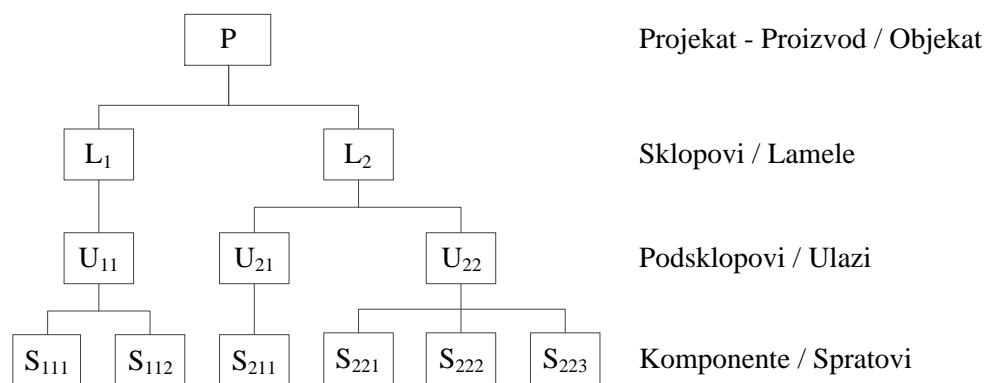 P Projekat - Proizvod / Objekat
L₁ L₂ Sklopovi / Lamele
U₁₁ U₂₁ U₂₂ Podsklopovi / Ulazi
S₁₁₁ S₁₁₂ S₂₁₁ S₂₂₁ S₂₂₂ S₂₂₃ Komponente / Spratovi